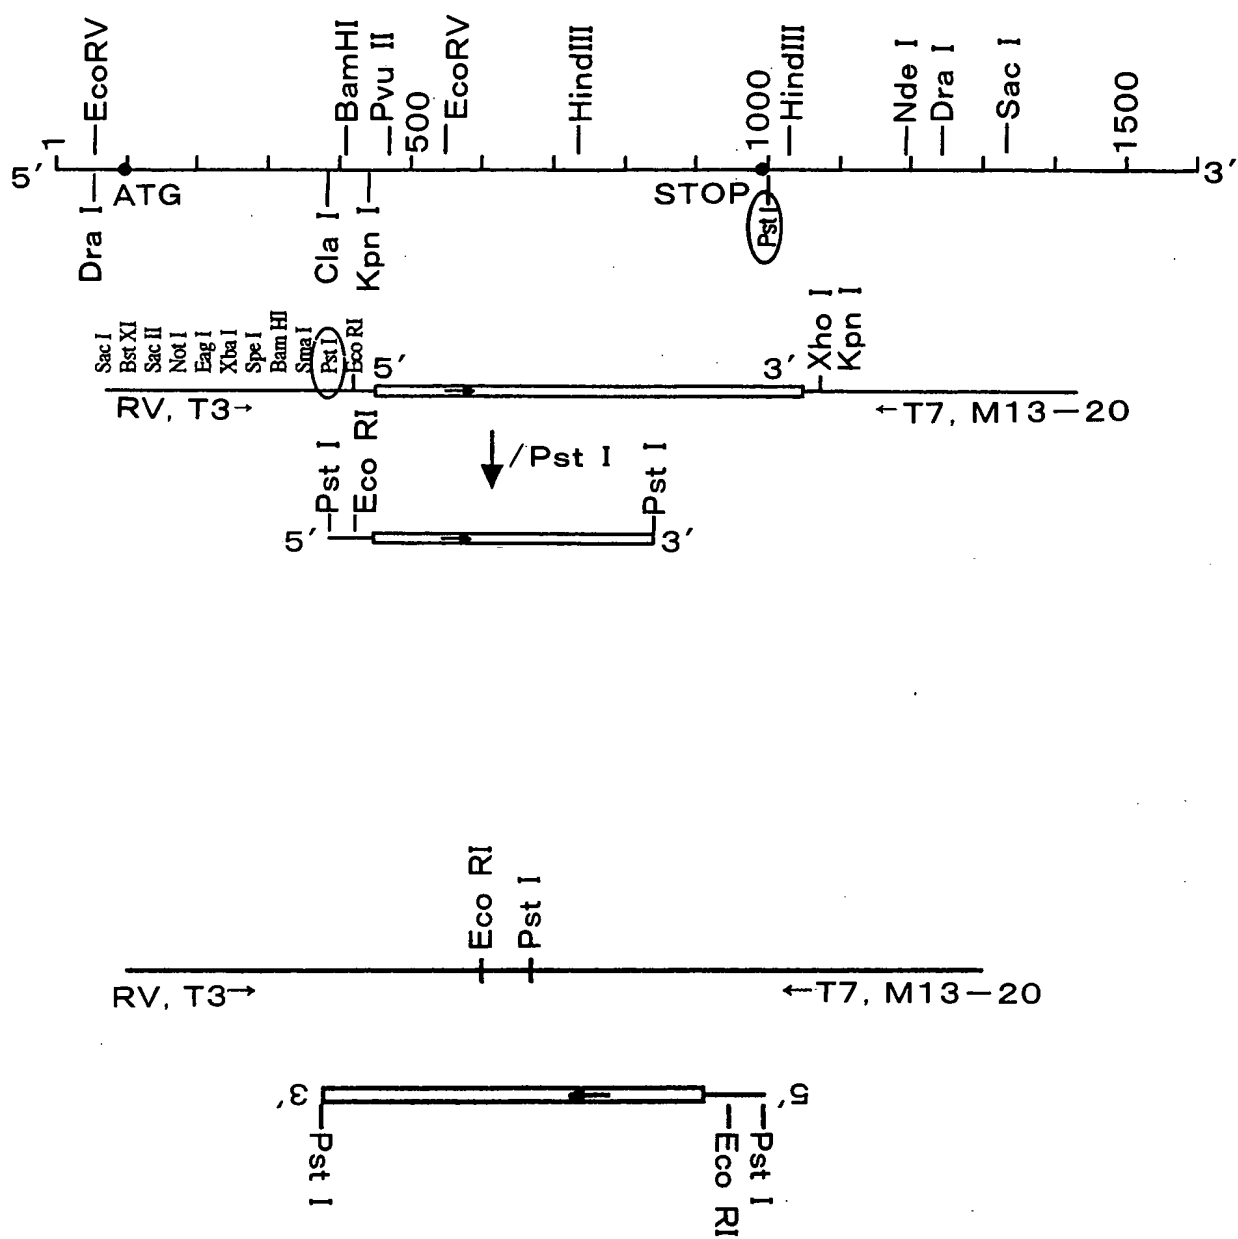 1
EcoRV
BamHI
Pvu II
500
EcoRV
HindIII
1000
HindIII
Nde I
Dra I
Sac I
1500
5′
3′
ATG
STOP
Dra I
Cla I
Kpn I
Pst I
Sac I
Bst XI
Sac II
Not I
Eag I
Xba I
Spe I
Bam HI
Sma I
Pst I
Eco RI
5′
3′
Xho I
Kpn I
RV, T3→
←T7, M13−20
Pst I
Eco RI
/Pst I
Pst I
5′
3′
Eco RI
Pst I
RV, T3→
←T7, M13−20
3′
5′
Pst I
Eco RI
Pst I